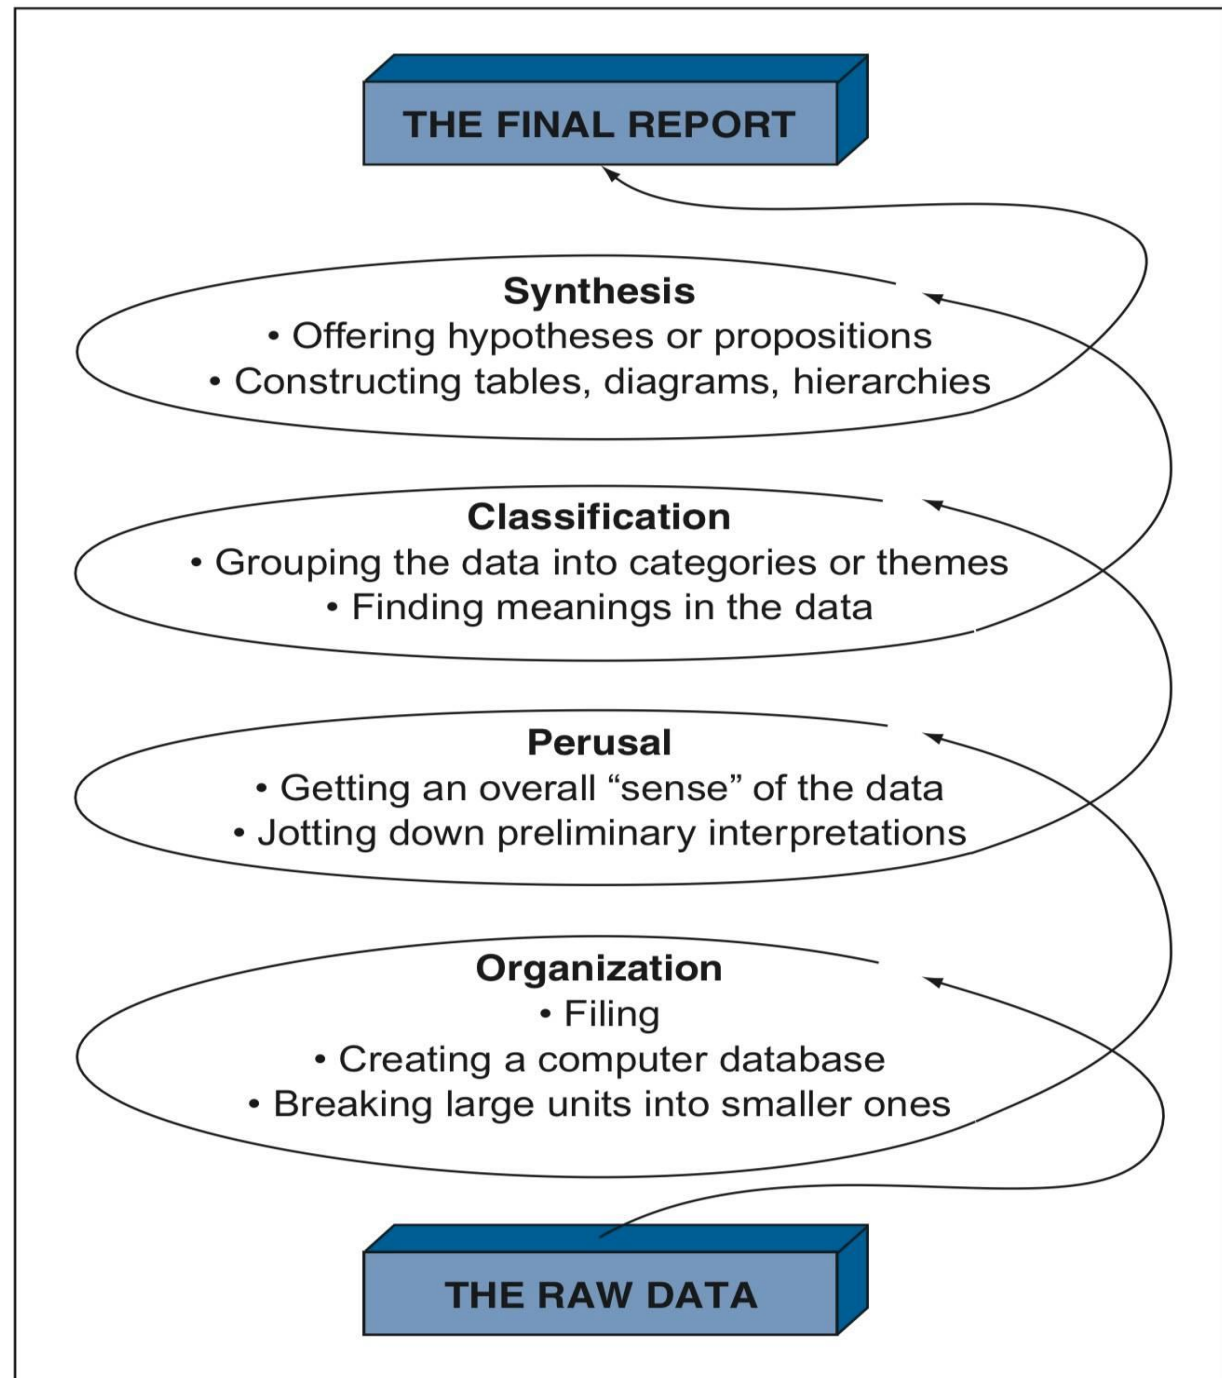 THE FINAL REPORT
Synthesis
• Offering hypotheses or propositions
• Constructing tables, diagrams, hierarchies
Classification
• Grouping the data into categories or themes
• Finding meanings in the data
Perusal
• Getting an overall “sense” of the data
• Jotting down preliminary interpretations
Organization
• Filing
• Creating a computer database
• Breaking large units into smaller ones
THE RAW DATA